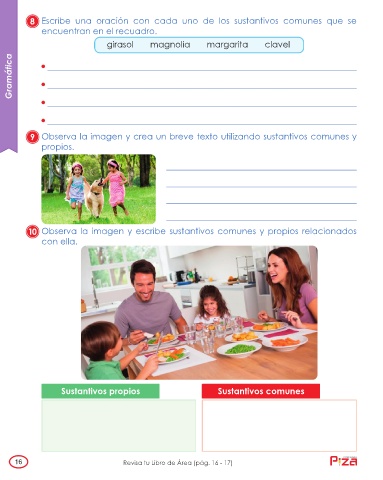 8 Escribe una oración con cada uno de los sustantivos comunes que se
encuentran en el recuadro.
girasol magnolia margarita clavel
Gramática
9 Observa la imagen y crea un breve texto utilizando sustantivos comunes y
propios.
10 Observa la imagen y escribe sustantivos comunes y propios relacionados
con ella.
Sustantivos propios Sustantivos comunes
16 Revisa tu Libro de Área (pág. 16 - 17)